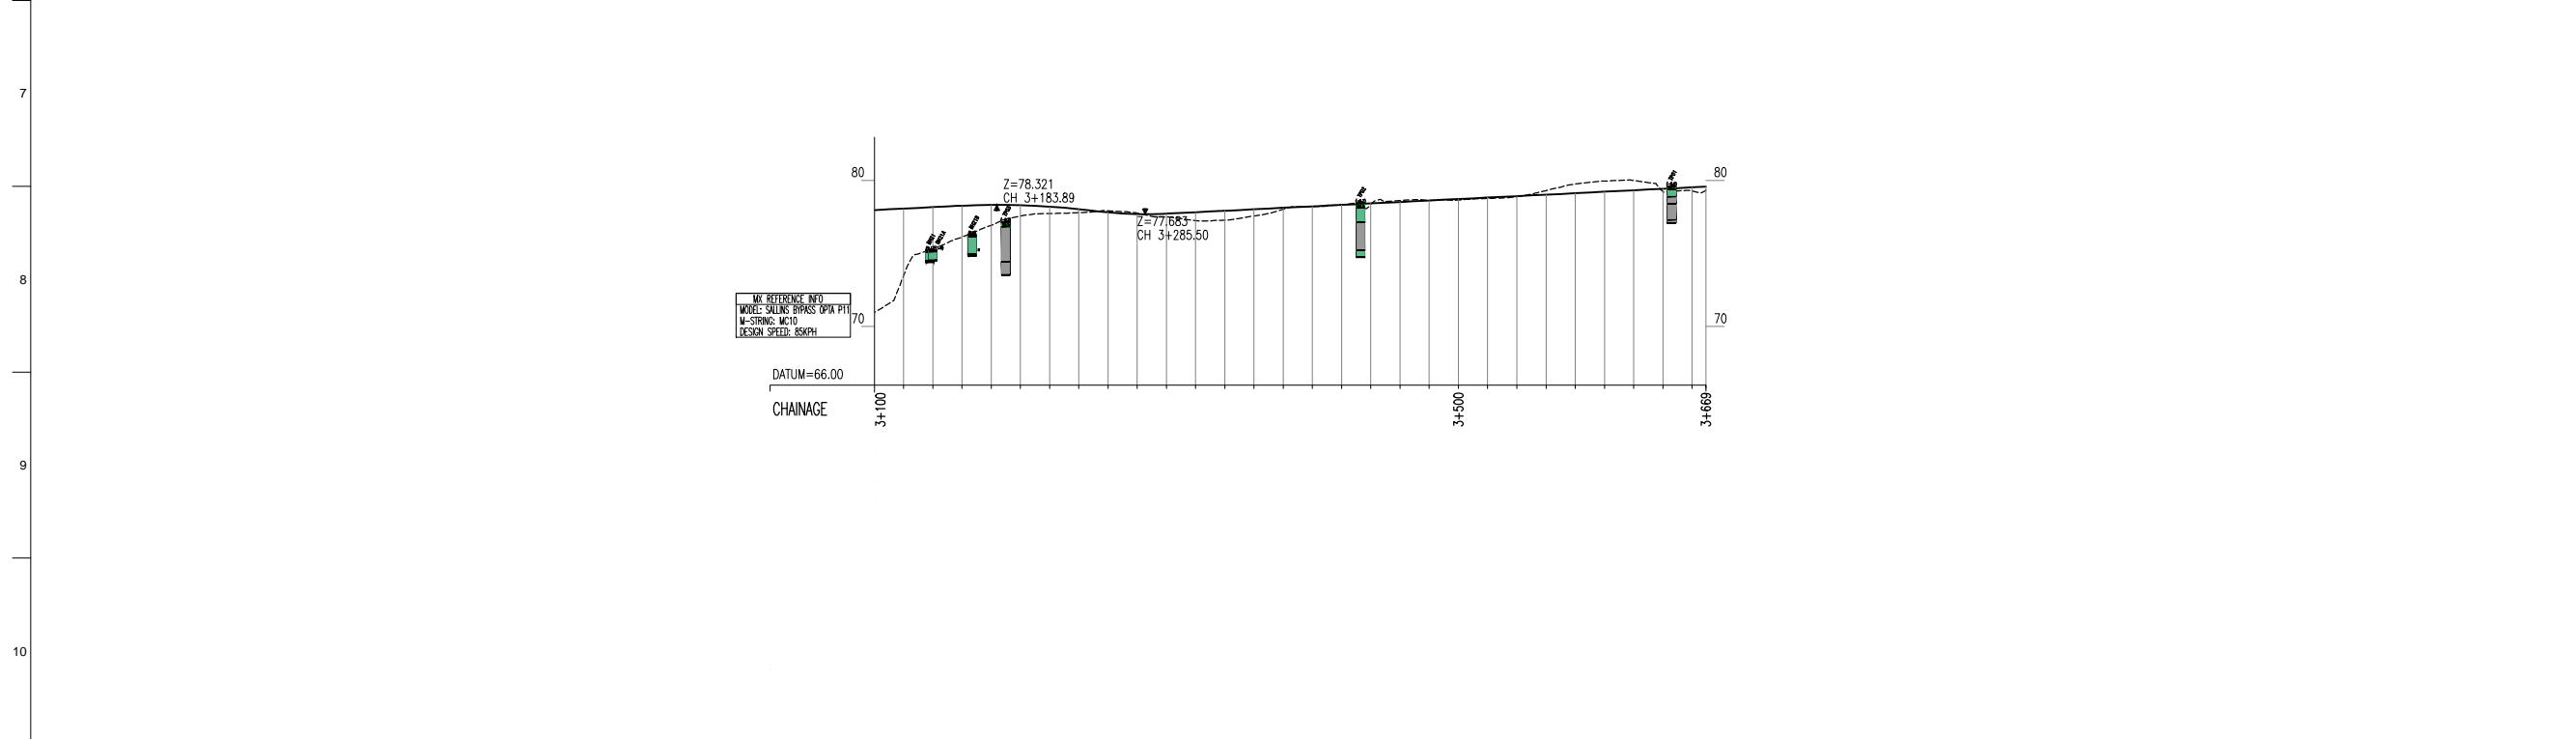 7
80
80
Z=78.321
CH 3+183.89
Z=77.683
CH 3+285.50
8
MX REFERENCE INFO
MODEL: SALLINS BYPASS OPTA P11
M-STRING: MC10
DESIGN SPEED: 85KPH
70
70
DATUM=66.00
CHAINAGE
3+100
3+500
3+669
9
10